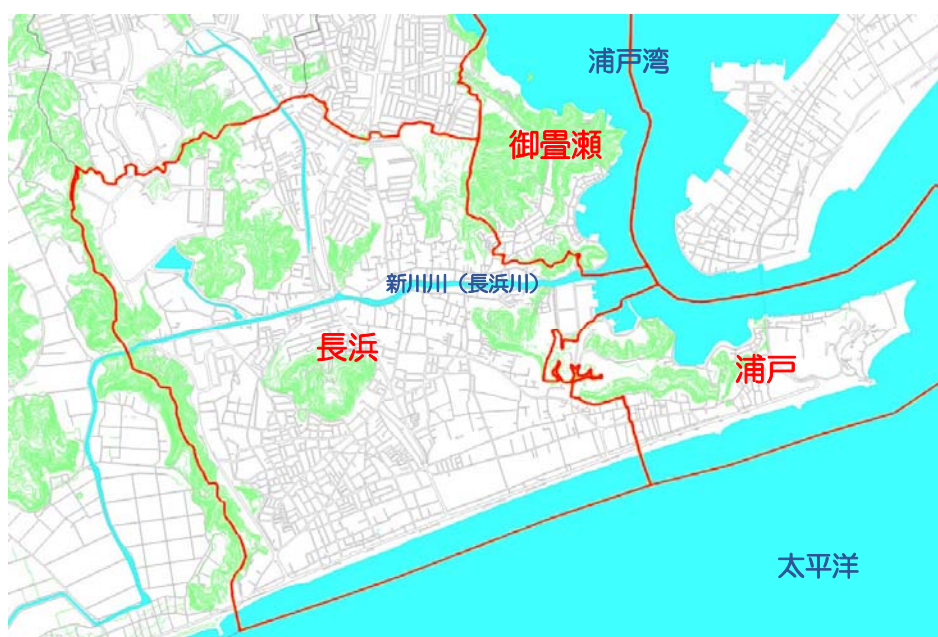 浦戸湾
御畳瀬
新川川（長浜川）
長浜
浦戸
太平洋